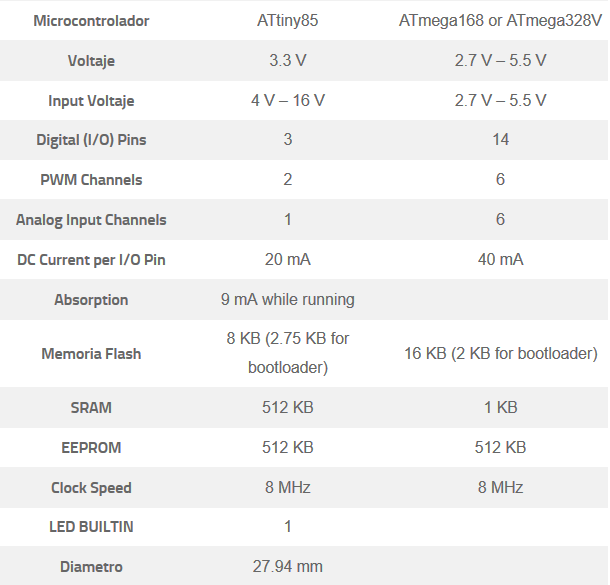 Microcontrolador ATtiny85 ATmega168 or ATmega328V
Voltaje 3.3 V 2.7 V – 5.5 V
Input Voltaje 4 V – 16 V 2.7 V – 5.5 V
Digital (I/O) Pins 3 14
PWM Channels 2 6
Analog Input Channels 1 6
DC Current per I/O Pin 20 mA 40 mA
Absorption 9 mA while running
Memoria Flash 8 KB (2.75 KB for
bootloader) 16 KB (2 KB for bootloader)
SRAM 512 KB 1 KB
EEPROM 512 KB 512 KB
Clock Speed 8 MHz 8 MHz
LED BUILTIN 1
Diametro 27.94 mm